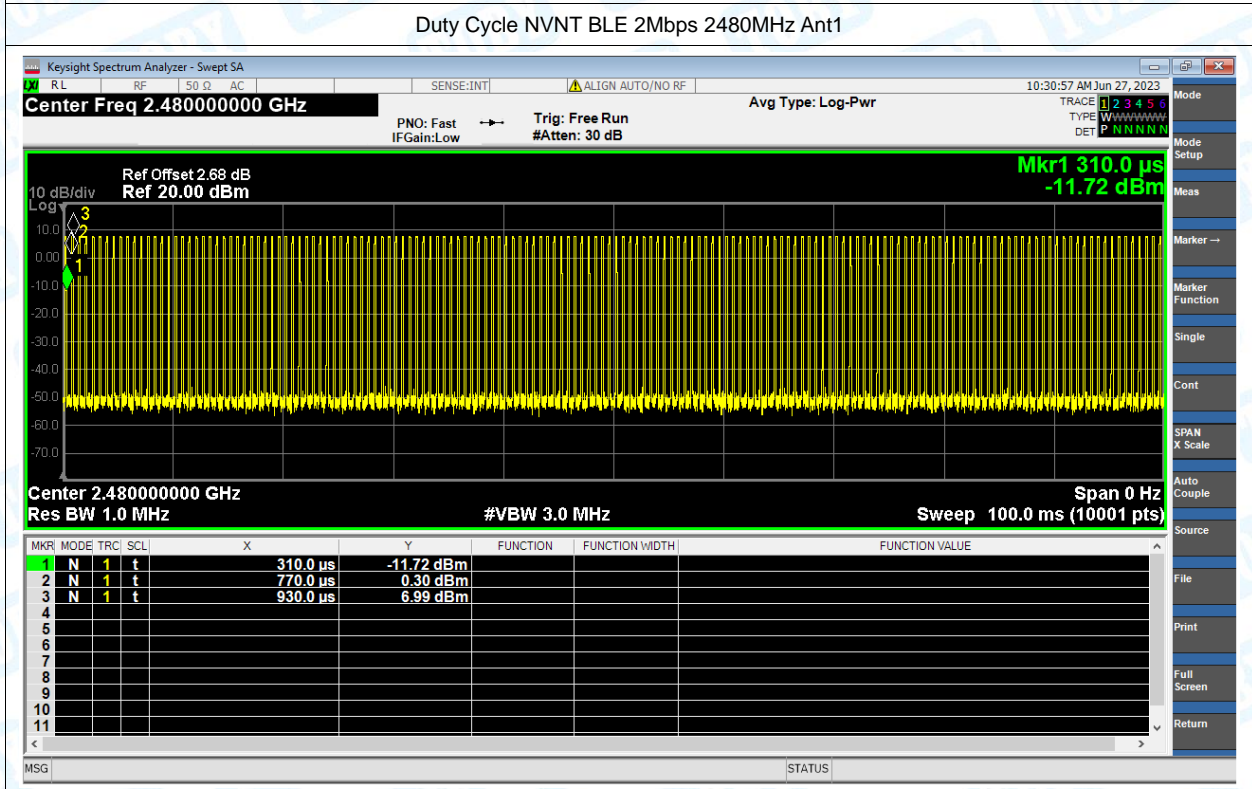 Duty Cycle NVNT BLE 2Mbps 2480MHz Ant1
Keysight Spectrum Analyzer - Swept SA
LXI RL RF 50 Ω AC SENSE:INT ALIGN AUTO/NO RF 10:30:57 AM Jun 27, 2023
Center Freq 2.480000000 GHz Avg Type: Log-Pwr TRACE 1 2 3 4 5 6
PNO: Fast Trig: Free Run TYPE WWWWWW
IFGain:Low #Atten: 30 dB DET P N N N N N
Mkr1 310.0 µs
Ref Offset 2.68 dB
10 dB/div Ref 20.00 dBm -11.72 dBm
Log
3
10.0
2
0.00
1
-10.0
-20.0
-30.0
-40.0
-50.0
-60.0
-70.0
Center 2.480000000 GHz Span 0 Hz
Res BW 1.0 MHz #VBW 3.0 MHz Sweep 100.0 ms (10001 pts)
MKR MODE TRC SCL X Y FUNCTION FUNCTION WIDTH FUNCTION VALUE
1 N 1 t 310.0 µs -11.72 dBm
2 N 1 t 770.0 µs 0.30 dBm
3 N 1 t 930.0 µs 6.99 dBm
4
5
6
7
8
9
10
11
MSG STATUS
Mode
Mode Setup
Meas
Marker→
Marker Function
Single
Cont
SPAN X Scale
Auto Couple
Source
File
Print
Full Screen
Return